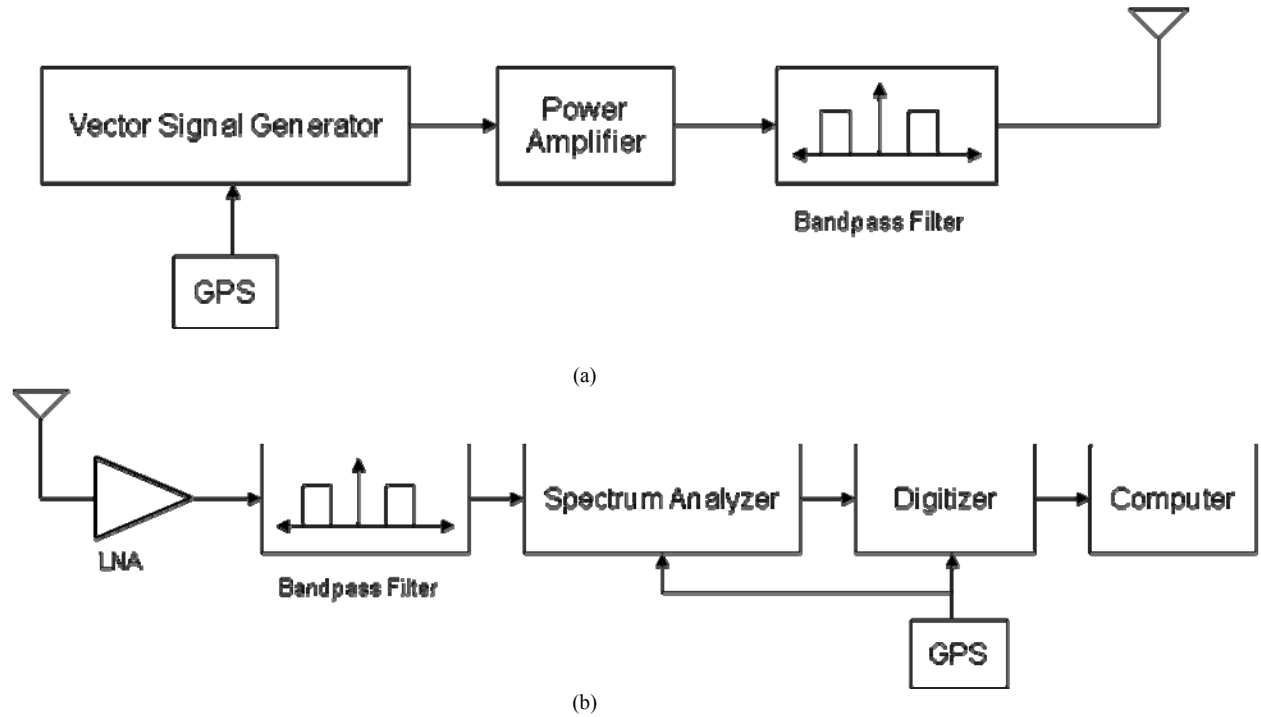 Vector Signal Generator
Power
Amplifier
Bandpass Filter
GPS
(a)
LNA
Bandpass Filter
Spectrum Analyzer
Digitizer
Computer
GPS
(b)